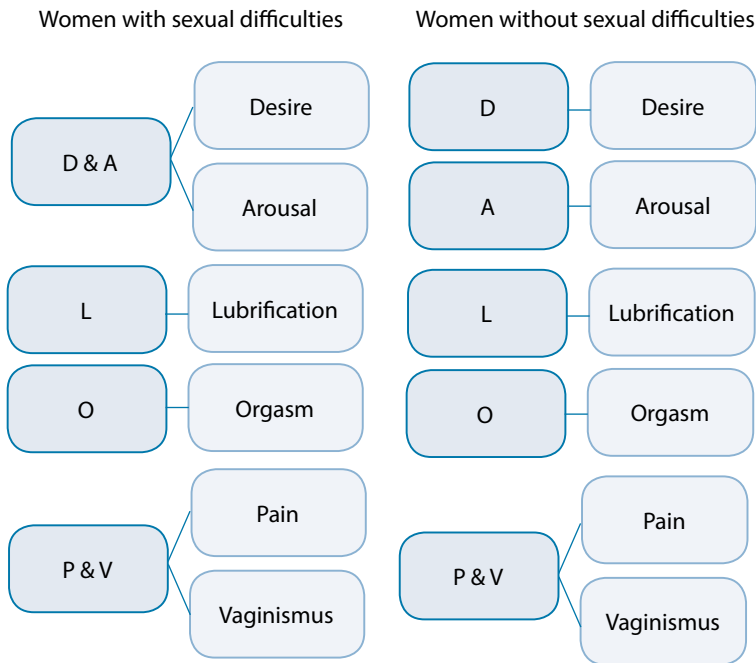 Women with sexual difficulties
D & A
Desire
Arousal
L
Lubrification
O
Orgasm
P & V
Pain
Vaginismus
Women without sexual difficulties
D
Desire
A
Arousal
L
Lubrification
O
Orgasm
P & V
Pain
Vaginismus